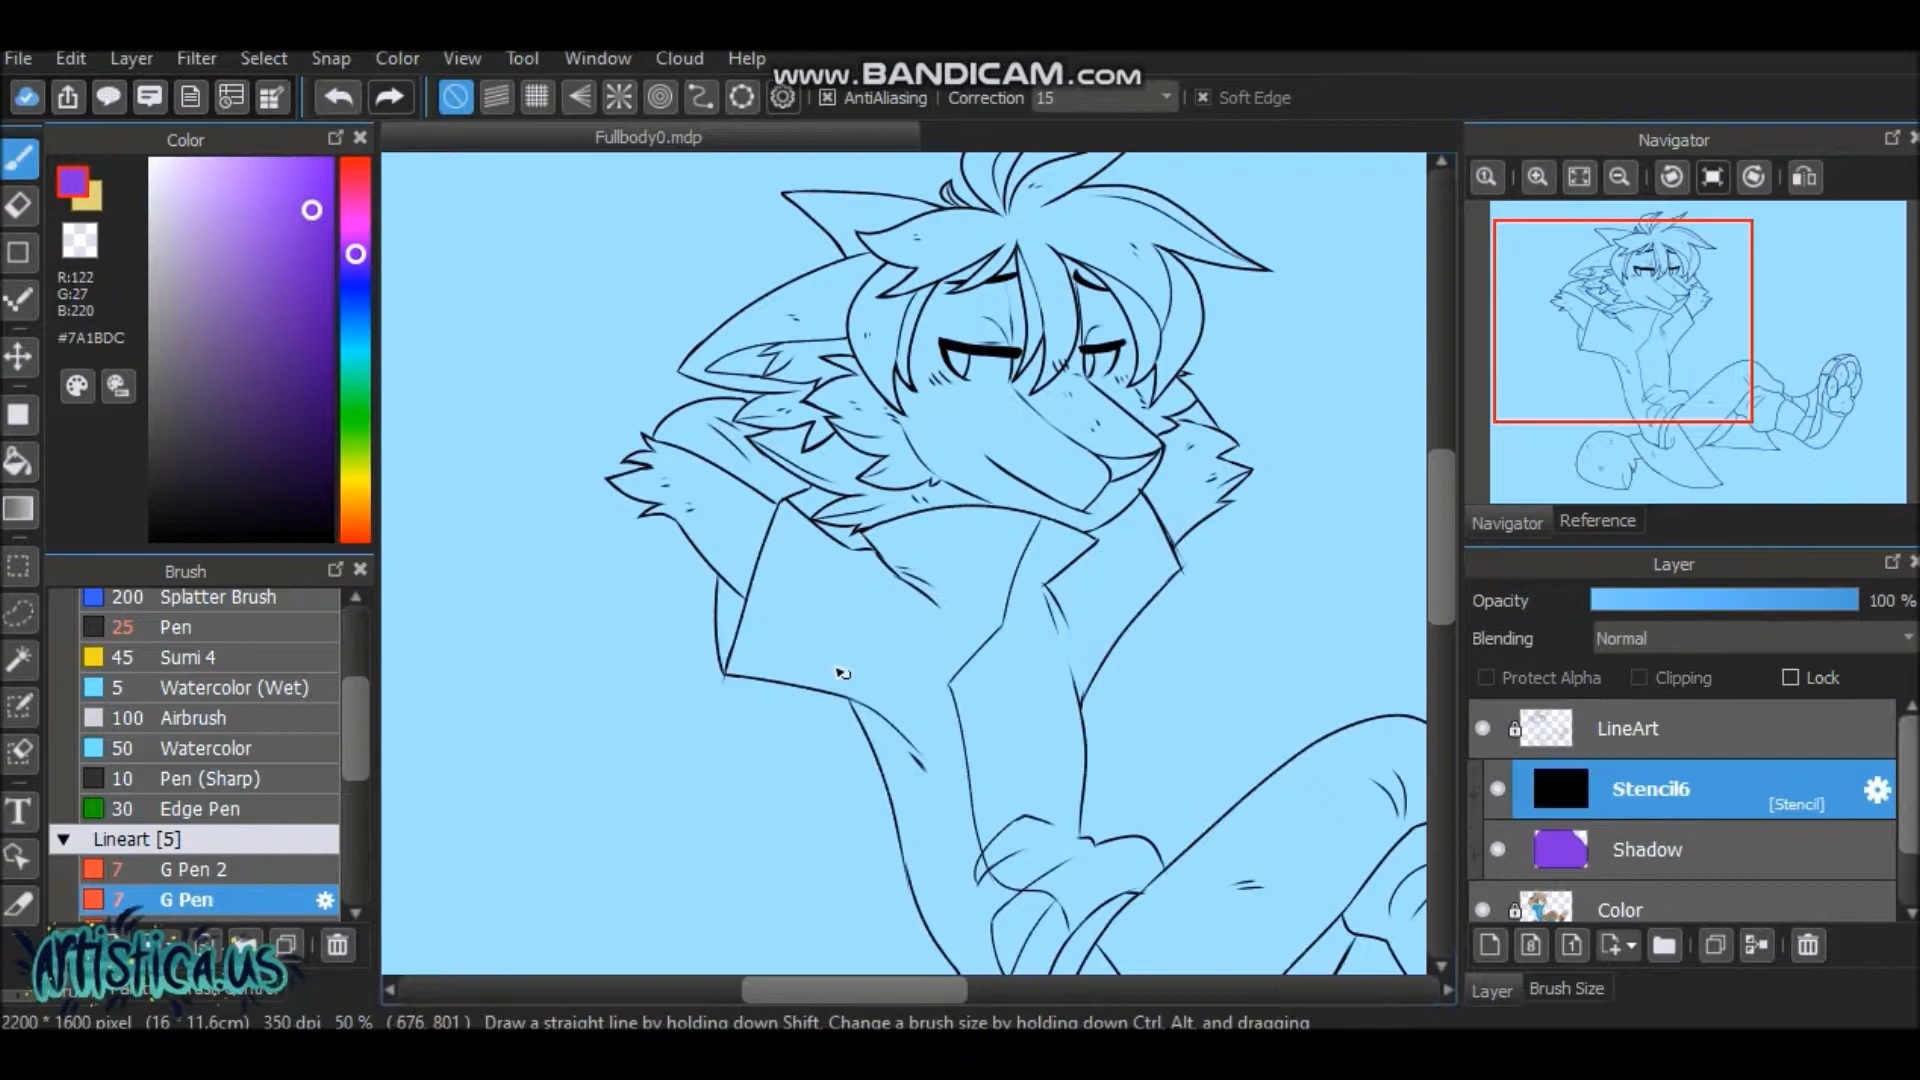 File Edit Layer Filter Select Snap Color View Tool Window Cloud Help
www.BANDICAM.com
AntiAliasing Correction 15 Soft Edge
Color
Fullbody0.mdp
Navigator
R:122
G:27
B:220
#7A1BDC
Navigator Reference
Brush
Layer
200 Splatter Brush
25 Pen
45 Sumi 4
5 Watercolor (Wet)
100 Airbrush
50 Watercolor
10 Pen (Sharp)
30 Edge Pen
Lineart [5]
7 G Pen 2
7 G Pen
Opacity 100 %
Blending Normal
Protect Alpha Clipping Lock
LineArt
Stencil6
[Stencil]
Shadow
Color
8 1
Artistica.us
Layer Brush Size
2200 * 1600 pixel (16 * 11.6cm) 350 dpi 50 % ( 676, 801 ) Draw a straight line by holding down Shift, Change a brush size by holding down Ctrl, Alt, and dragging